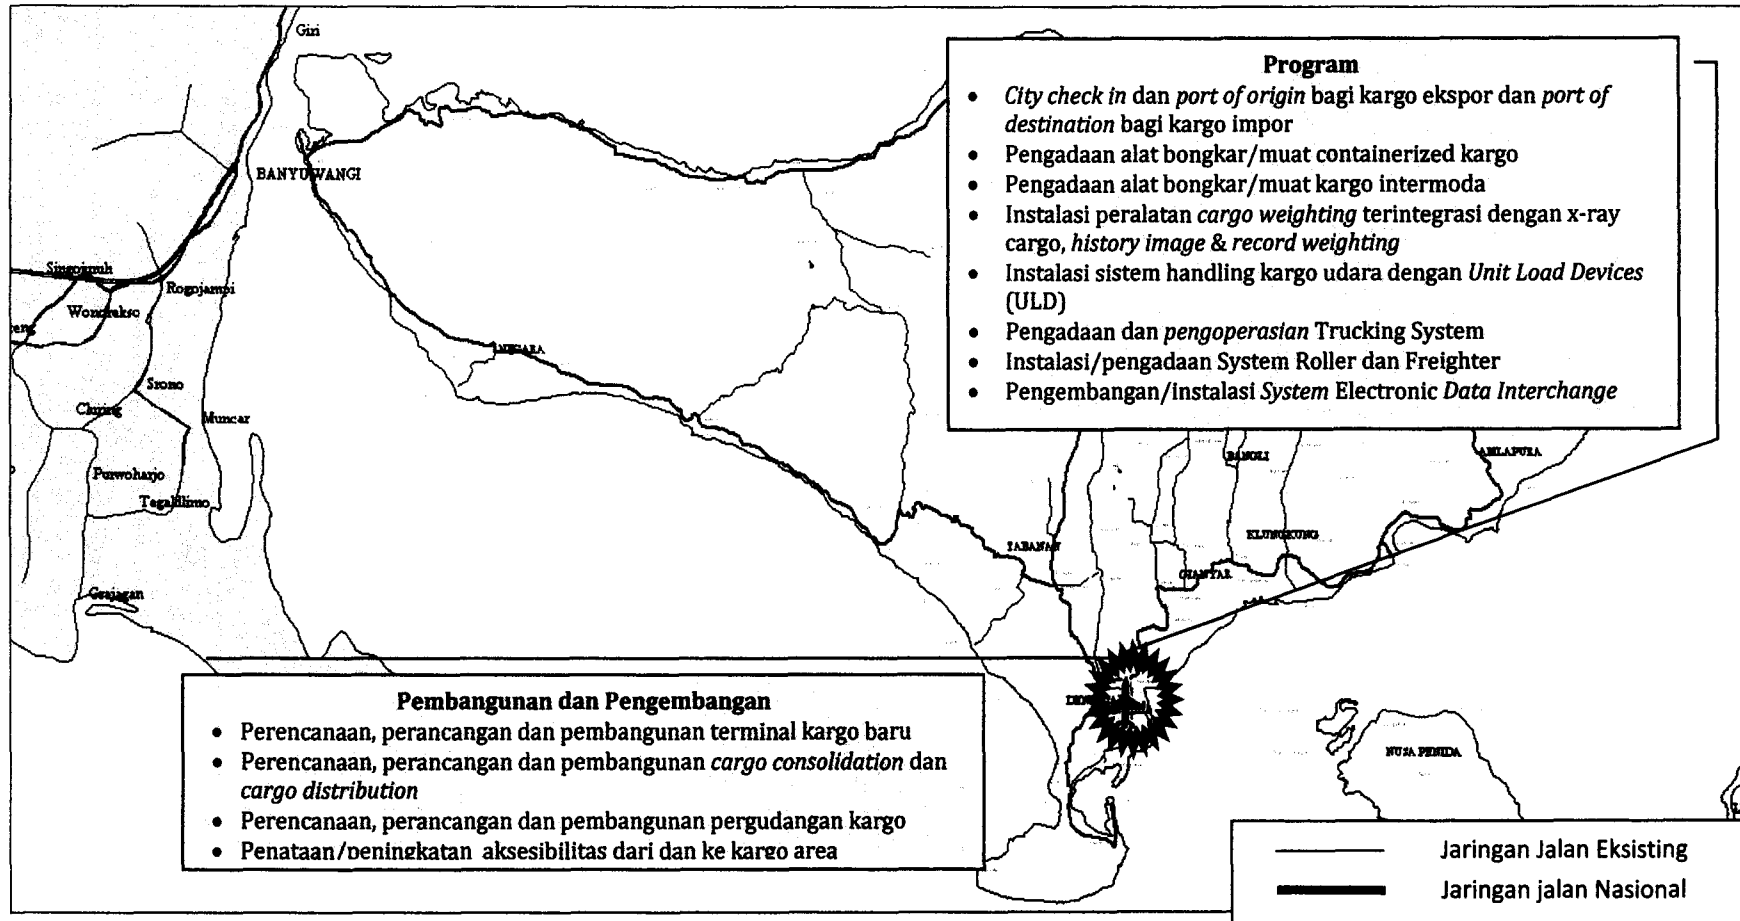 Giri
Program
• City check in dan port of origin bagi kargo ekspor dan port of
destination bagi kargo impor
• Pengadaan alat bongkar/muat containerized kargo
• Pengadaan alat bongkar/muat kargo intermoda
• Instalasi peralatan cargo weighting terintegrasi dengan x-ray
cargo, history image & record weighting
• Instalasi sistem handling kargo udara dengan Unit Load Devices
(ULD)
• Pengadaan dan pengoperasian Trucking System
• Instalasi/pengadaan System Roller dan Freighter
• Pengembangan/instalasi System Electronic Data Interchange
BANYUWANGI
Singojnuh
Rogojampi
Wonorekso
NEGARA
Srono
Cluring
Muncar
Purwoharjo
Tegaldlimo
BANGLI
AMLAPURA
KLUNGKUNG
TABANAN
GIANYAR
Grajagan
Pembangunan dan Pengembangan
• Perencanaan, perancangan dan pembangunan terminal kargo baru
• Perencanaan, perancangan dan pembangunan cargo consolidation dan
cargo distribution
• Perencanaan, perancangan dan pembangunan pergudangan kargo
• Penataan/peningkatan aksesibilitas dari dan ke kargo area
NUSA PENIDA
Jaringan Jalan Eksisting
Jaringan jalan Nasional